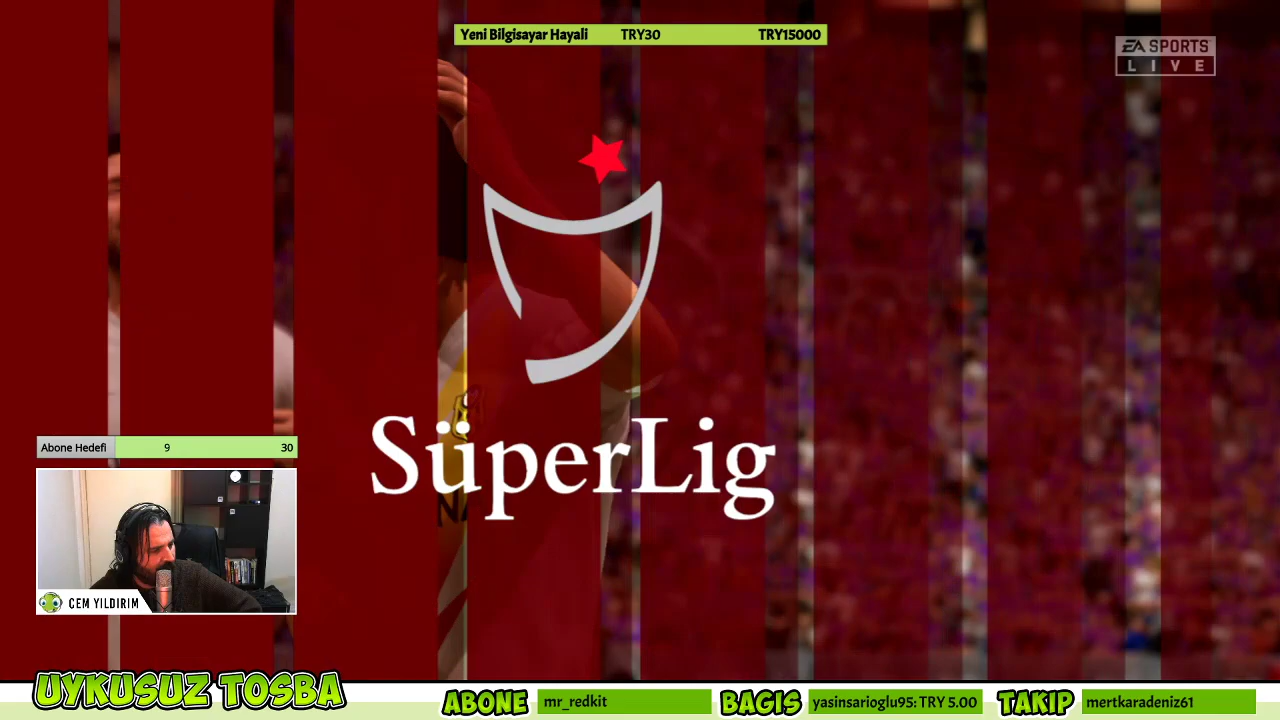 Yeni Bilgisayar Hayali TRY30 TRY15000
EA SPORTS
LIVE
SüperLig
Abone Hedefi 9 30
CEM YILDIRIM
UYKUSUZ TOSBA
ABONE mr_redkit BAGIS yasinsarioglu95: TRY 5.00 TAKIP mertkaradeniz61